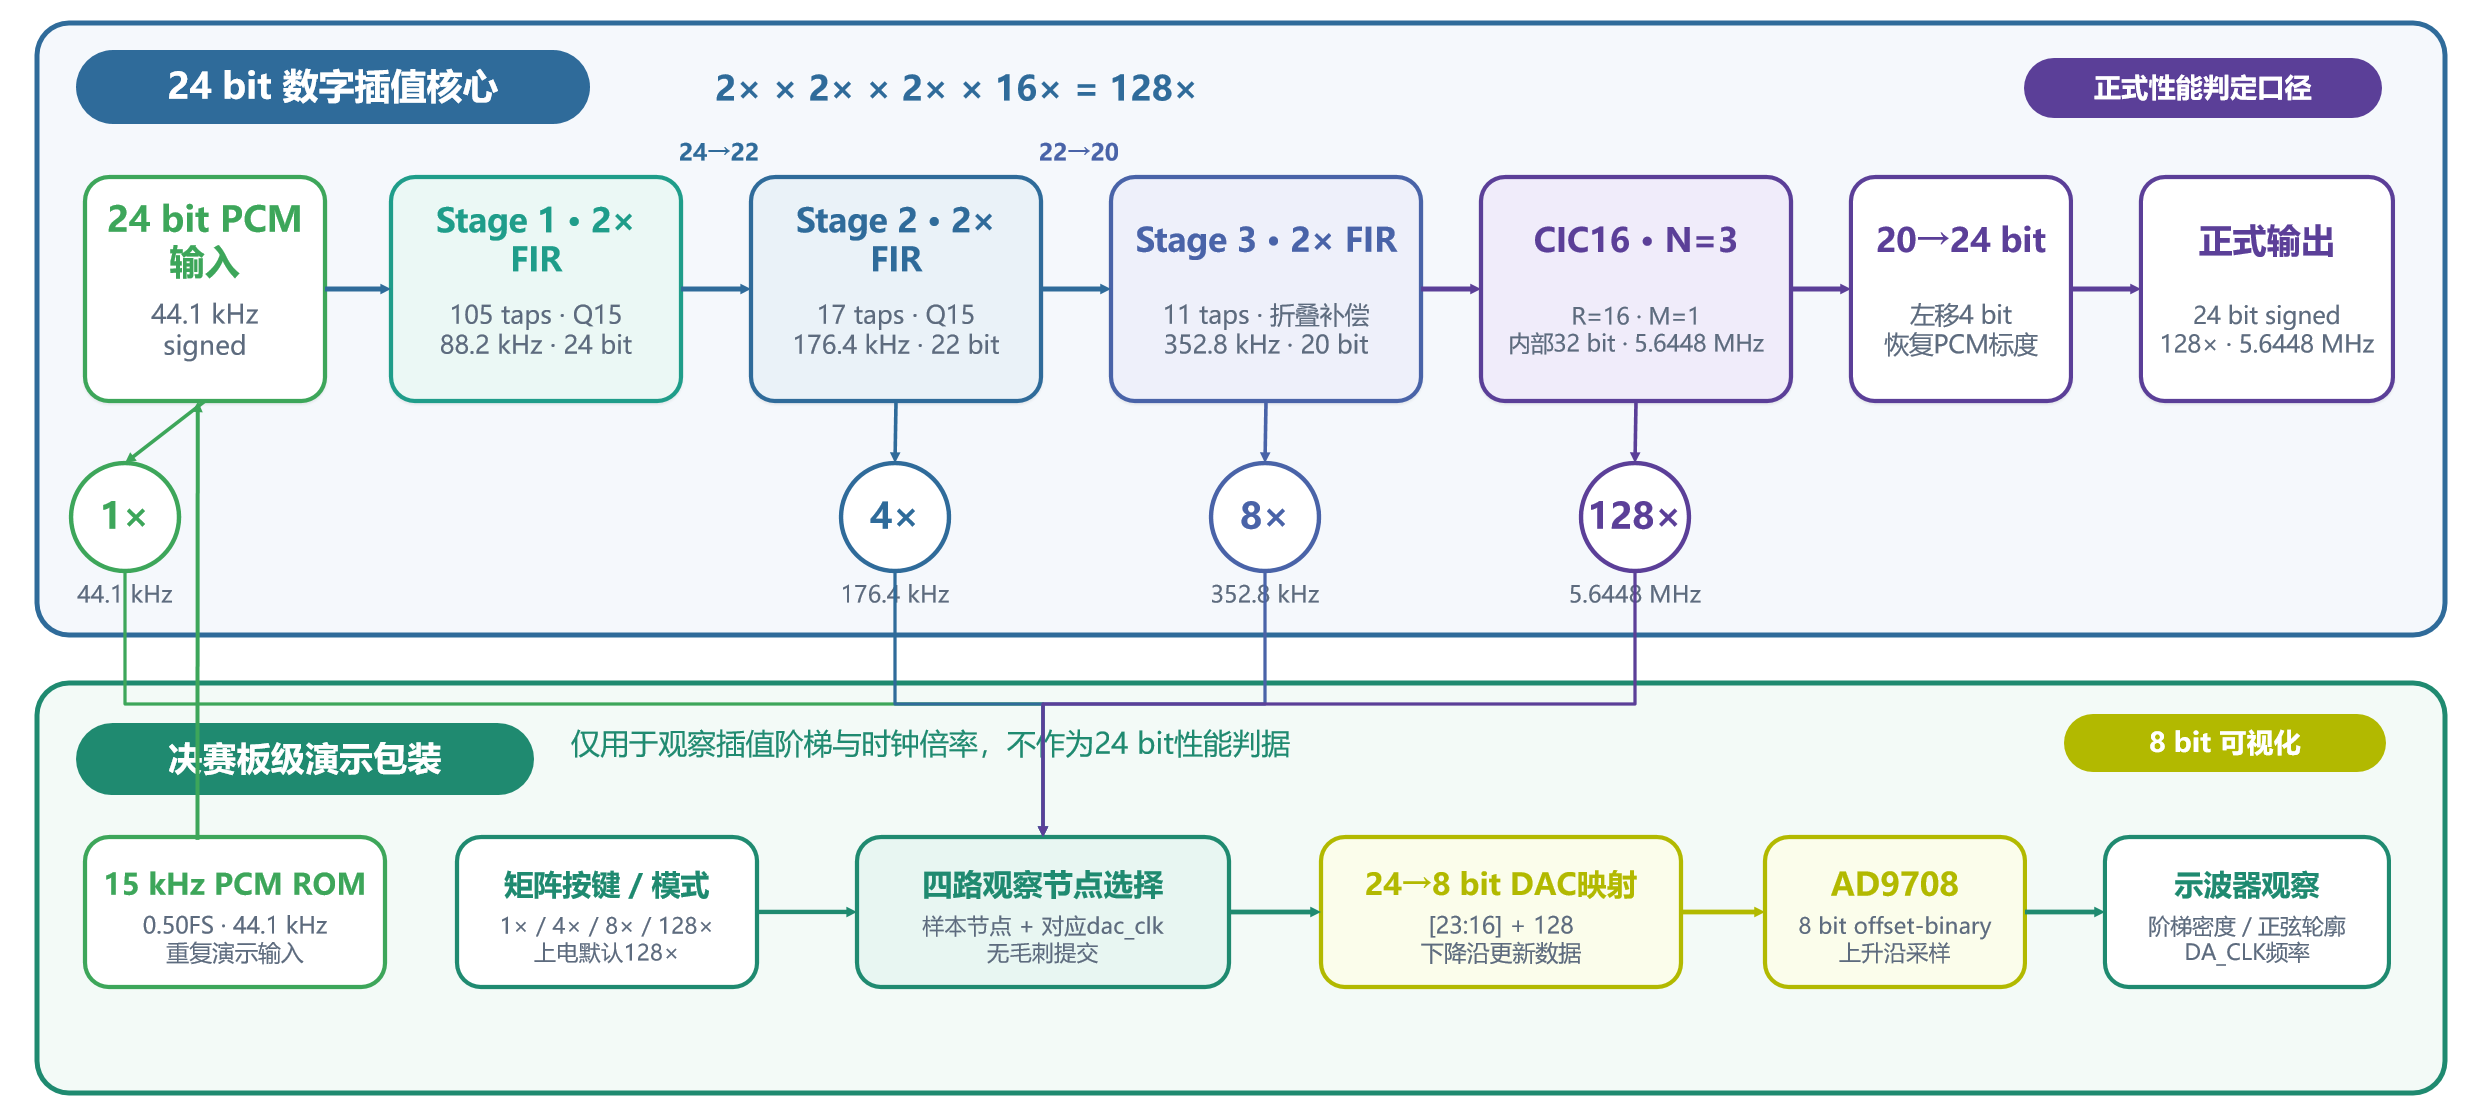 24 bit 数字插值核心
2× × 2× × 2× × 16× = 128×
正式性能判定口径
24→22
22→20
24 bit PCM
输入
44.1 kHz
signed
Stage 1 • 2×
FIR
105 taps · Q15
88.2 kHz · 24 bit
Stage 2 • 2×
FIR
17 taps · Q15
176.4 kHz · 22 bit
Stage 3 • 2× FIR
11 taps · 折叠补偿
352.8 kHz · 20 bit
CIC16 • N=3
R=16 · M=1
内部32 bit · 5.6448 MHz
20→24 bit
左移4 bit
恢复PCM标度
正式输出
24 bit signed
128× · 5.6448 MHz
1×
44.1 kHz
4×
176.4 kHz
8×
352.8 kHz
128×
5.6448 MHz
决赛板级演示包装
仅用于观察插值阶梯与时钟倍率，不作为24 bit性能判据
8 bit 可视化
15 kHz PCM ROM
0.50FS · 44.1 kHz
重复演示输入
矩阵按键 / 模式
1× / 4× / 8× / 128×
上电默认128×
四路观察节点选择
样本节点 + 对应dac_clk
无毛刺提交
24→8 bit DAC映射
[23:16] + 128
下降沿更新数据
AD9708
8 bit offset-binary
上升沿采样
示波器观察
阶梯密度 / 正弦轮廓
DA_CLK频率